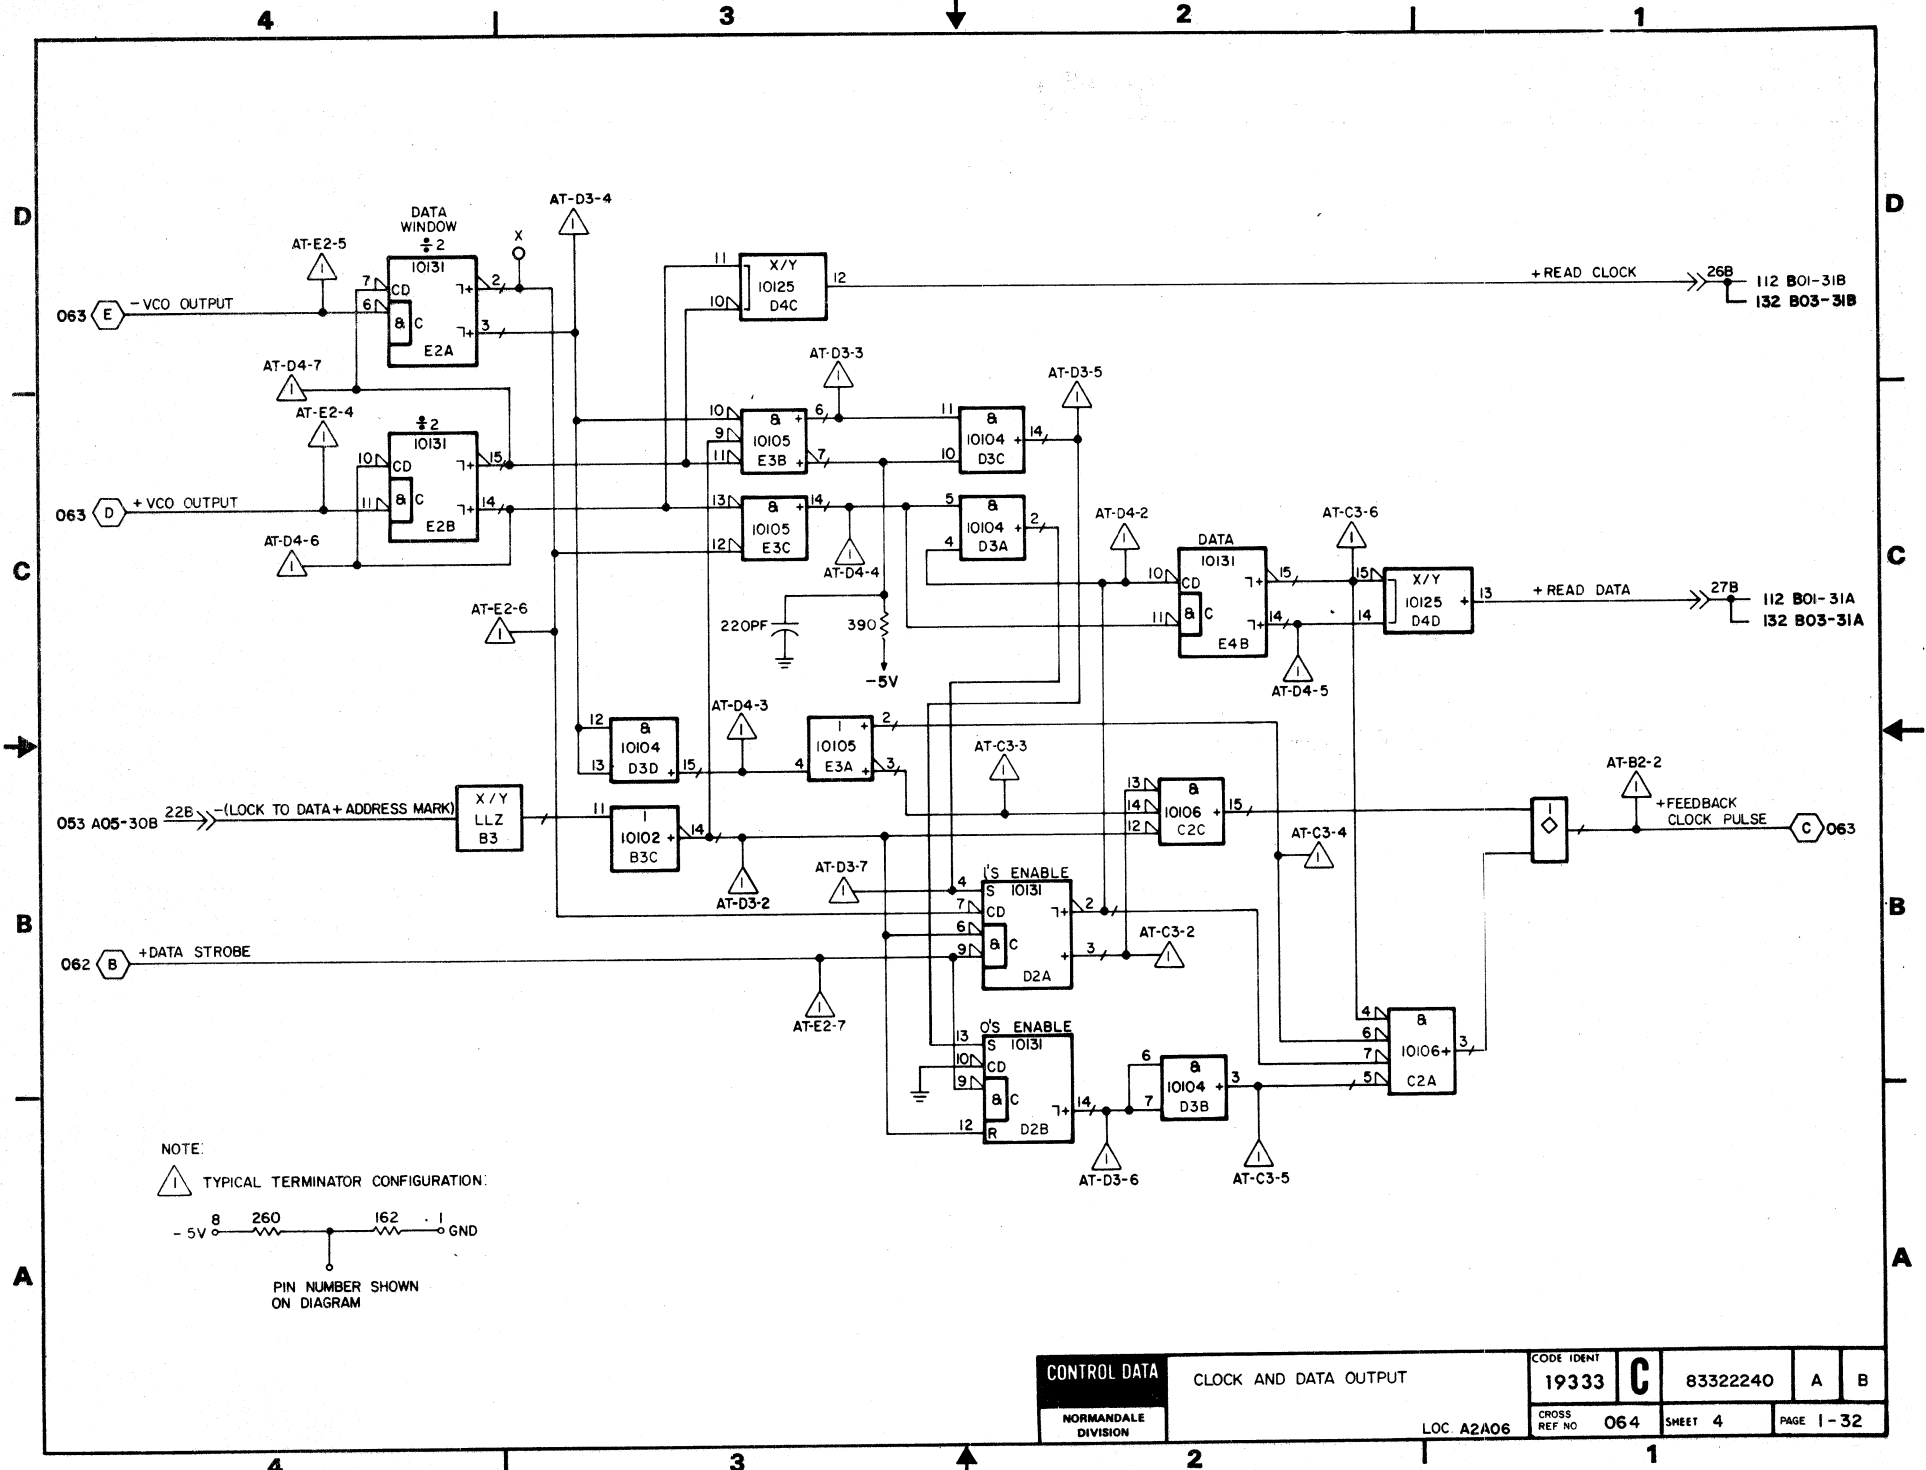 4 3 2 1
D
DATA
WINDOW
÷2
10131
AT-E2-5
7 CD
6
& C
2
3
E2A
X
AT-D3-4
063 E -VCO OUTPUT
11 X/Y 12
10125
10 D4C
+READ CLOCK 26B 112 B01-31B
132 B03-31B
D
AT-D4-7
AT-E2-4
÷2
10131
10 CD
11 & C
15
14
E2B
063 D +VCO OUTPUT
AT-D4-6
AT-D3-3
10 & + 6
9 10105
11 E3B + 7
11 &
10104 + 14
10 D3C
AT-D3-5
13 & + 14
10105
12 E3C
5 &
10104 + 2
4 D3A
AT-D4-4
AT-D4-2
C
AT-E2-6
220PF
390
-5V
DATA
10131
10 CD
11 & C
15
14
E4B
AT-C3-6
AT-D4-5
15 X/Y
10125 + 13
14 D4D
+READ DATA 27B 112 B01-31A
132 B03-31A
C
12 &
10104
13 D3D + 15
AT-D4-3
1 + 2
10105
4 E3A + 3
AT-C3-3
053 A05-30B 22B -(LOCK TO DATA+ADDRESS MARK)
X/Y
LLZ
B3
11 1
10102 + 14
B3C
AT-D3-2
13 &
14 10106 + 15
12 C2C
AT-C3-4
1
AT-B2-2
+FEEDBACK
CLOCK PULSE C 063
AT-D3-7
1'S ENABLE
4 S 10131
7 CD
6
& C
9
2
+ 3
D2A
AT-C3-2
B
062 B +DATA STROBE
AT-E2-7
B
0'S ENABLE
13 S 10131
10 CD
9
& C
12 R
14
D2B
AT-D3-6
6 &
10104 + 3
7 D3B
AT-C3-5
4 &
6
10106+ 3
7
5 C2A
NOTE:
1 TYPICAL TERMINATOR CONFIGURATION:
-5V 8 260 162 1 GND
PIN NUMBER SHOWN
ON DIAGRAM
A
A
CONTROL DATA
NORMANDALE
DIVISION
CLOCK AND DATA OUTPUT
LOC. A2A06
CODE IDENT
19333
C
83322240
A
B
CROSS
REF NO 064
SHEET 4
PAGE 1-32
4 3 2 1